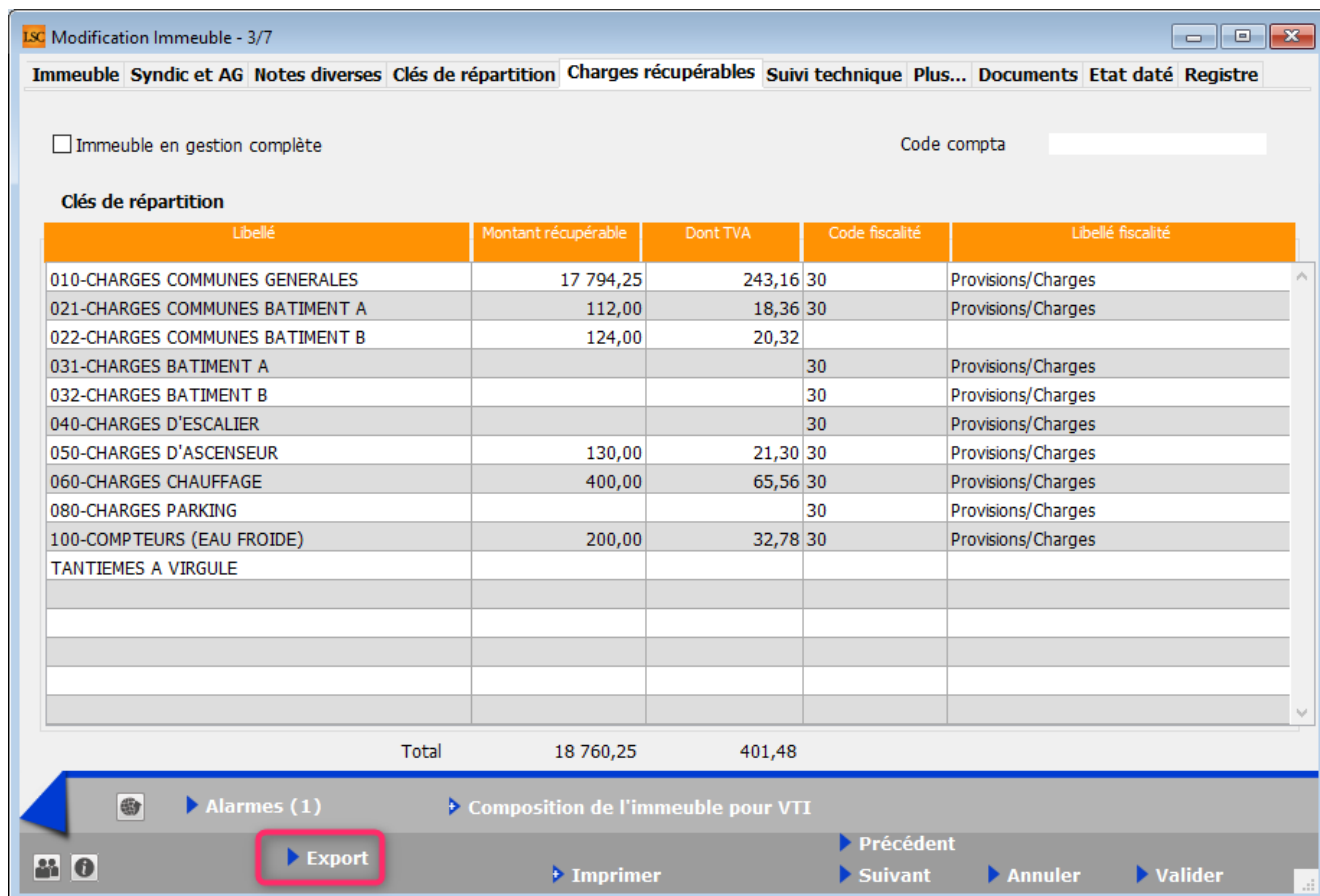 LSC Modification Immeuble - 3/7
Immeuble Syndic et AG Notes diverses Clés de répartition Charges récupérables Suivi technique Plus... Documents Etat daté Registre
Immeuble en gestion complète Code compta
Clés de répartition
Libellé Montant récupérable Dont TVA Code fiscalité Libellé fiscalité
010-CHARGES COMMUNES GENERALES 17 794,25 243,16 30 Provisions/Charges
021-CHARGES COMMUNES BATIMENT A 112,00 18,36 30 Provisions/Charges
022-CHARGES COMMUNES BATIMENT B 124,00 20,32
031-CHARGES BATIMENT A 30 Provisions/Charges
032-CHARGES BATIMENT B 30 Provisions/Charges
040-CHARGES D'ESCALIER 30 Provisions/Charges
050-CHARGES D'ASCENSEUR 130,00 21,30 30 Provisions/Charges
060-CHARGES CHAUFFAGE 400,00 65,56 30 Provisions/Charges
080-CHARGES PARKING 30 Provisions/Charges
100-COMPTEURS (EAU FROIDE) 200,00 32,78 30 Provisions/Charges
TANTIEMES A VIRGULE
Total 18 760,25 401,48
Alarmes (1) Composition de l'immeuble pour VTI
Précédent
Export Imprimer Suivant Annuler Valider